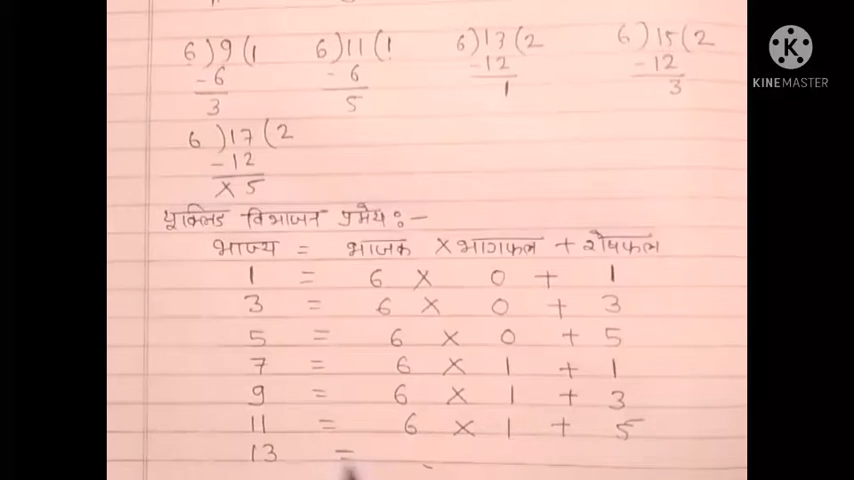 6 ) 9 ( 1    6 ) 11 ( 1    6 ) 13 ( 2    6 ) 15 ( 2
- 6    - 6    - 12    - 12
3    5    1    3
6 ) 17 ( 2
- 12
× 5
यूक्लिड विभाजन प्रमेय :-
भाज्य = भाजक × भागफल + शेषफल
1 = 6 × 0 + 1
3 = 6 × 0 + 3
5 = 6 × 0 + 5
7 = 6 × 1 + 1
9 = 6 × 1 + 3
11 = 6 × 1 + 5
13 =
K
KINEMASTER